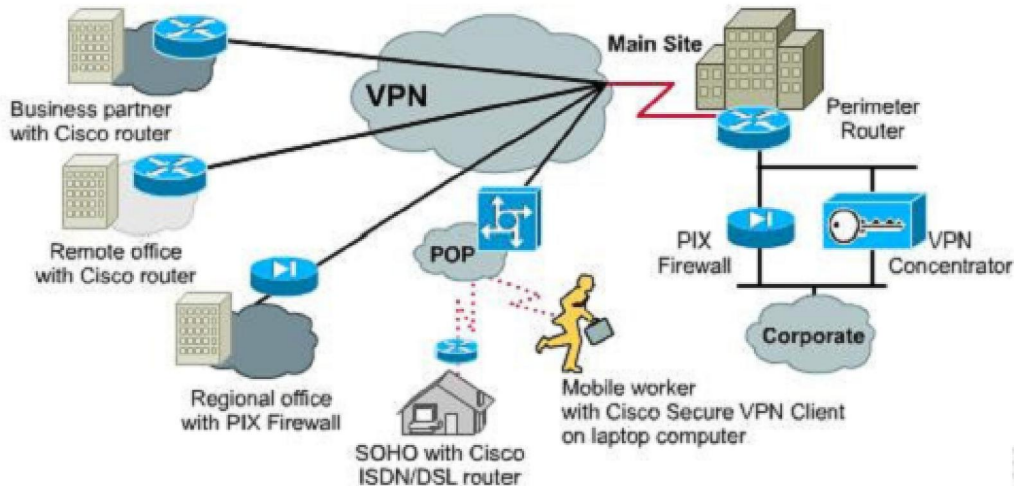 Main Site
VPN
Business partner
with Cisco router
Perimeter
Router
Remote office
with Cisco router
POP
PIX
Firewall
VPN
Concentrator
Corporate
Regional office
with PIX Firewall
Mobile worker
with Cisco Secure VPN Client
on laptop computer
SOHO with Cisco
ISDN/DSL router